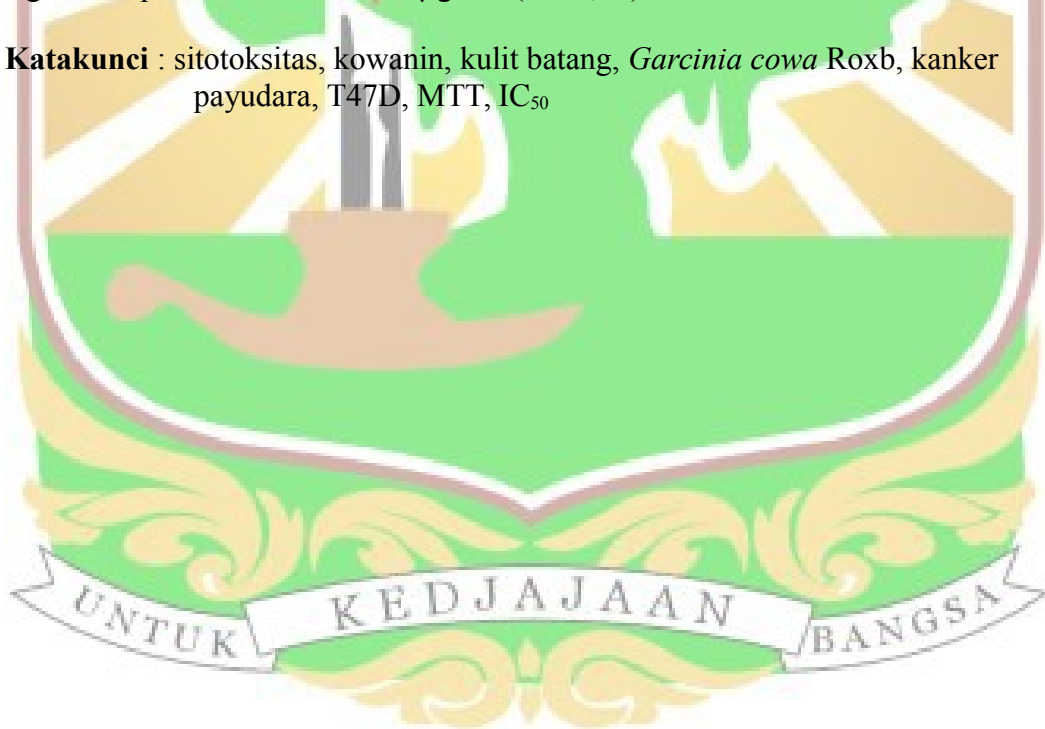 Katakunci : sitotoksitas, kowanin, kulit batang, Garcinia cowa Roxb, kanker
payudara, T47D, MTT, IC₅₀
UNTUK KEDJAJAAN BANGSA